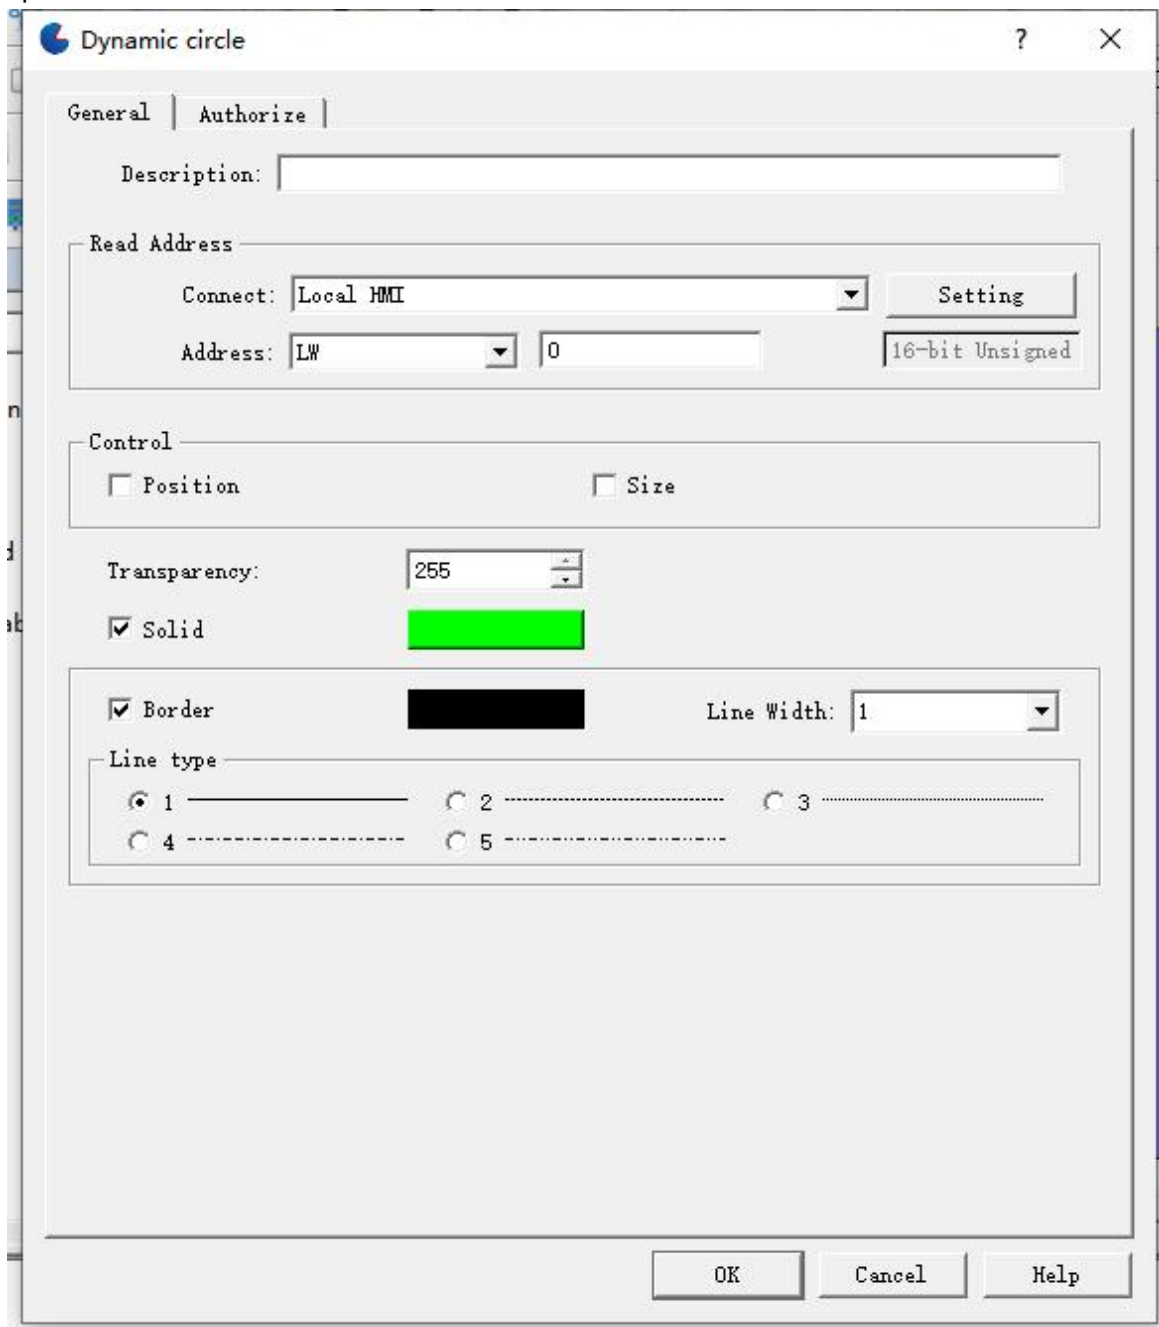 Dynamic circle ?
General Authorize
Description:
Read Address
Connect: Local HMI Setting
Address: LW 0 16-bit Unsigned
Control
Position Size
Transparency: 255
Solid
Border Line Width: 1
Line type
1 2 3
4 5
OK Cancel Help